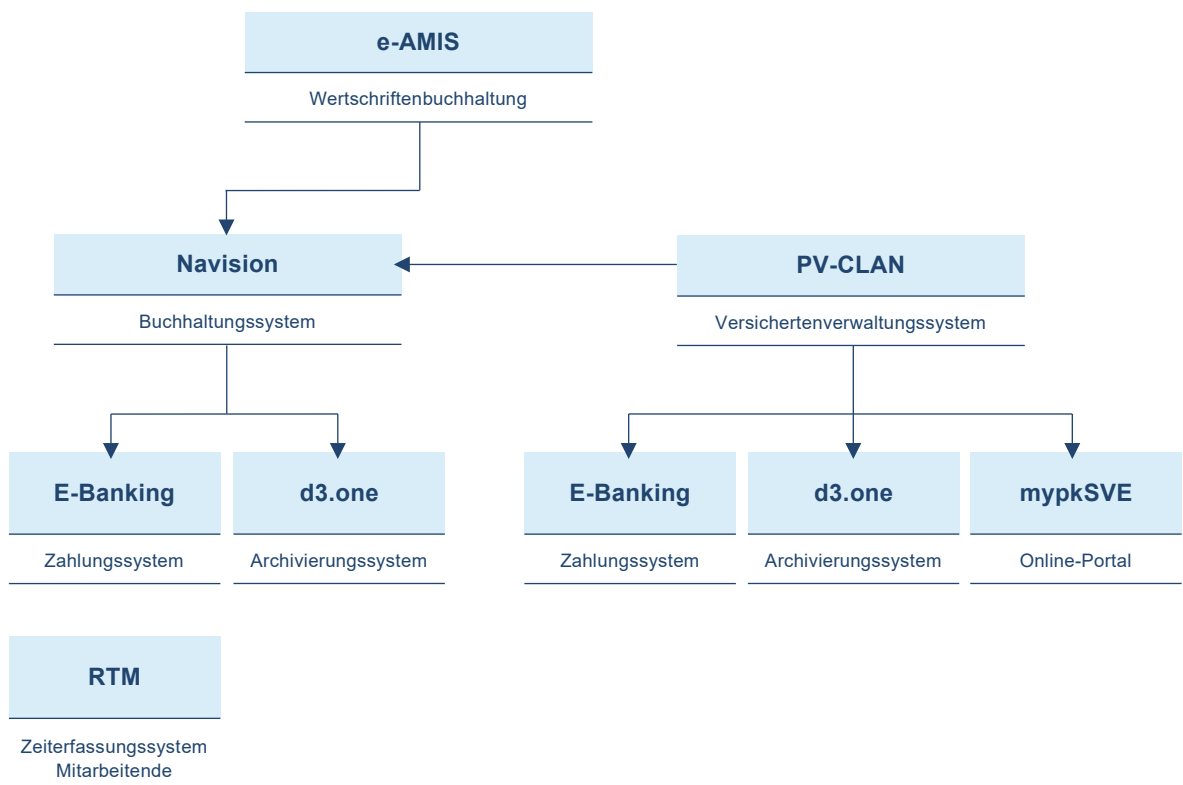 e-AMIS
Wertschriftenbuchhaltung
Navision
Buchhaltungssystem
PV-CLAN
Versichertenverwaltungssystem
E-Banking
Zahlungssystem
d3.one
Archivierungssystem
E-Banking
Zahlungssystem
d3.one
Archivierungssystem
mypkSVE
Online-Portal
RTM
Zeiterfassungssystem
Mitarbeitende